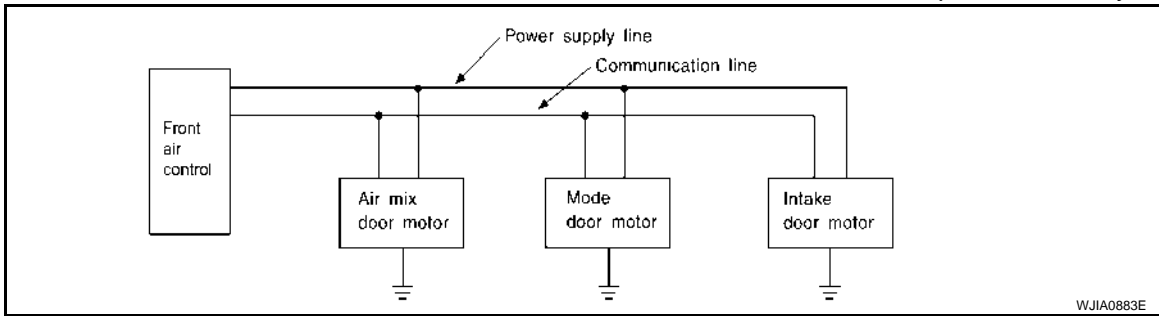 Power supply line
Communication line
Front
air
control
Air mix
door motor
Mode
door motor
Intake
door motor
WJIA0883E